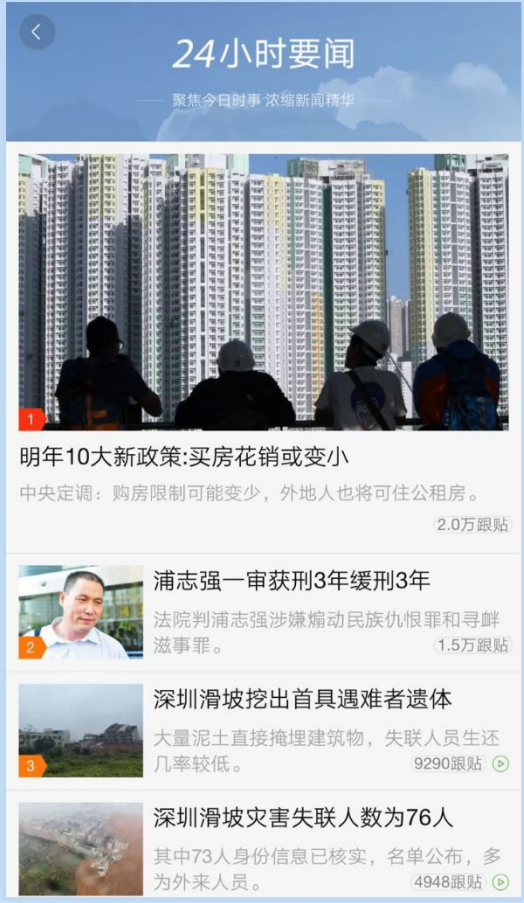 24小时要闻
聚焦今日时事 浓缩新闻精华
1
明年10大新政策:买房花销或变小
中央定调：购房限制可能变少，外地人也将可住公租房。
2.0万跟贴
浦志强一审获刑3年缓刑3年
法院判浦志强涉嫌煽动民族仇恨罪和寻衅
滋事罪。
1.5万跟贴
2
深圳滑坡挖出首具遇难者遗体
大量泥土直接掩埋建筑物，失联人员生还
几率较低。
9290跟贴
3
深圳滑坡灾害失联人数为76人
其中73人身份信息已核实，名单公布，多
为外来人员。
4948跟贴